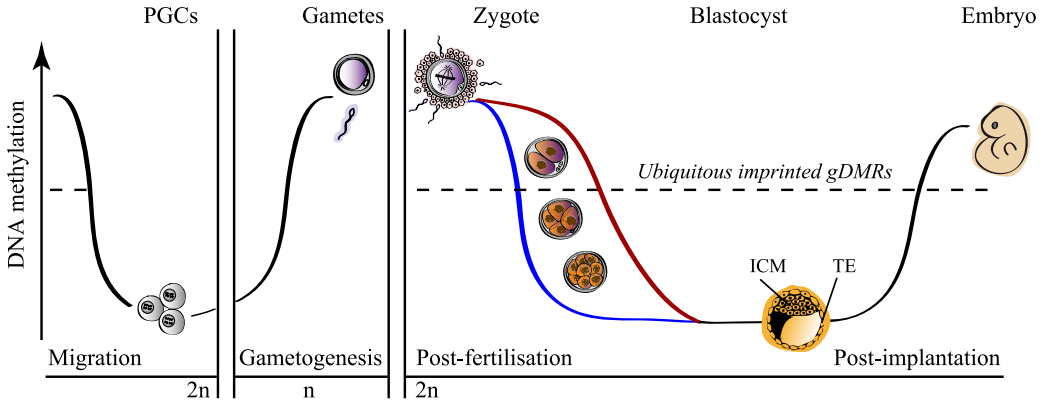 PGCs
Gametes
Zygote
Blastocyst
Embryo
DNA methylation
Ubiquitous imprinted gDMRs
ICM
TE
Migration
Gametogenesis
Post-fertilisation
Post-implantation
2n
n
2n